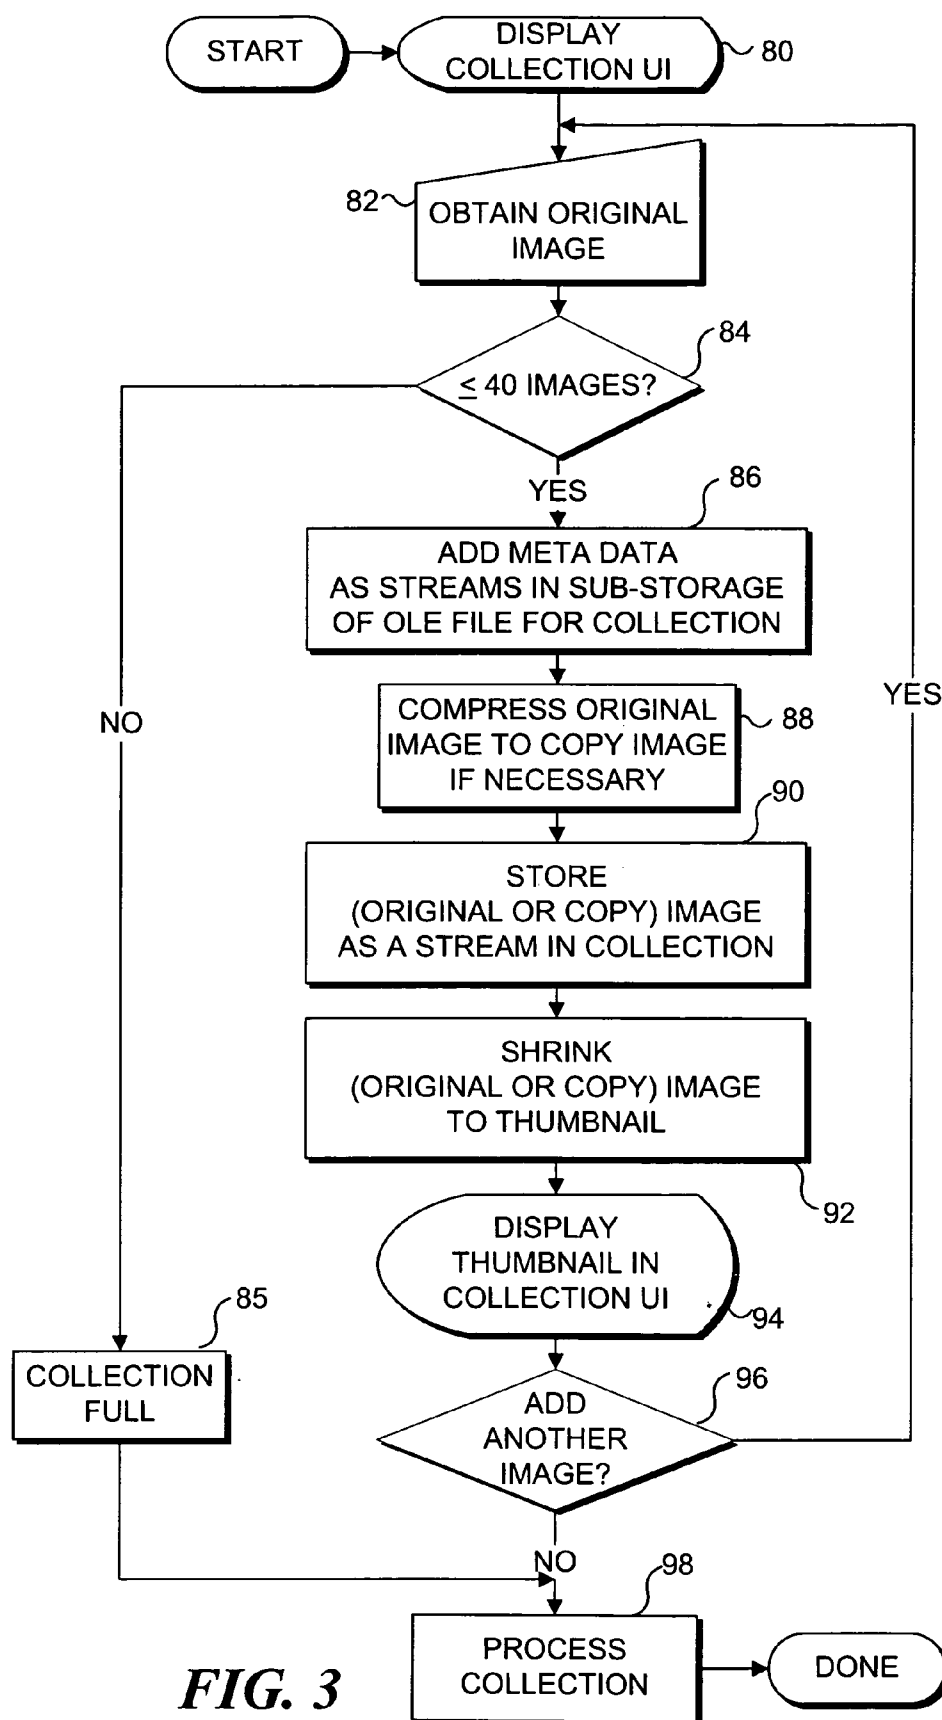 START
DISPLAY
COLLECTION UI
80
82
OBTAIN ORIGINAL
IMAGE
84
≤ 40 IMAGES?
YES
86
ADD META DATA
AS STREAMS IN SUB-STORAGE
OF OLE FILE FOR COLLECTION
NO
YES
COMPRESS ORIGINAL
IMAGE TO COPY IMAGE
IF NECESSARY
88
90
STORE
(ORIGINAL OR COPY) IMAGE
AS A STREAM IN COLLECTION
SHRINK
(ORIGINAL OR COPY) IMAGE
TO THUMBNAIL
92
DISPLAY
THUMBNAIL IN
COLLECTION UI
94
85
COLLECTION
FULL
96
ADD
ANOTHER
IMAGE?
NO
98
PROCESS
COLLECTION
DONE
FIG. 3